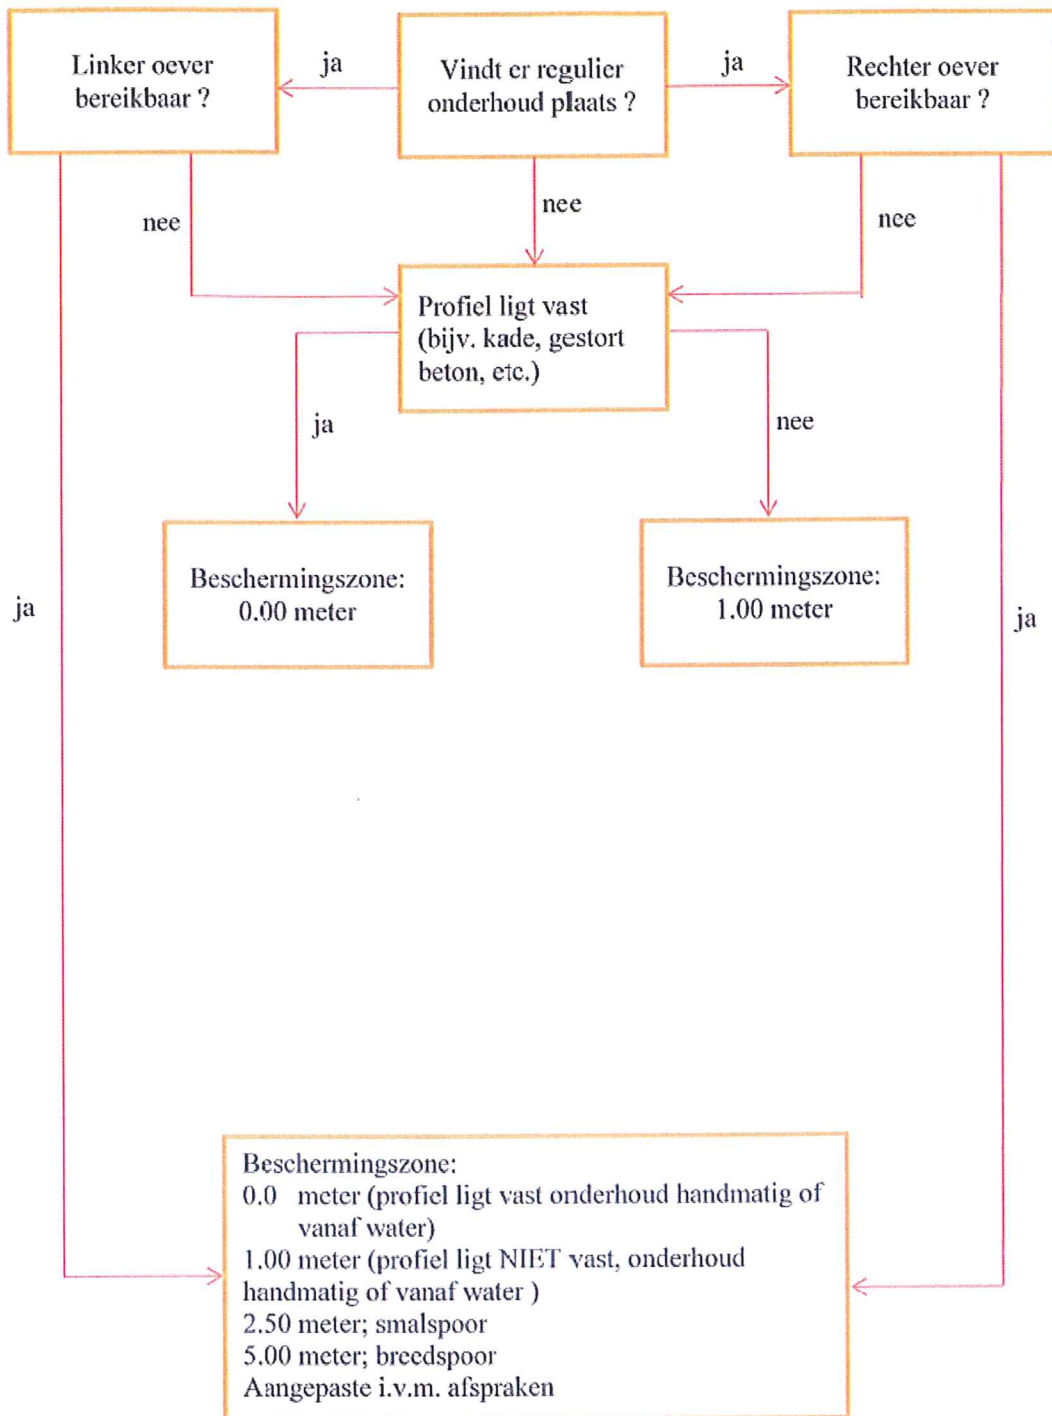 Linker oever
bereikbaar ?
ja
Vindt er regulier
onderhoud plaats ?
ja
Rechter oever
bereikbaar ?
nee
nee
nee
Profiel ligt vast
(bijv. kade, gestort
beton, etc.)
ja
nee
Beschermingszone:
0.00 meter
Beschermingszone:
1.00 meter
ja
ja
Beschermingszone:
0.0 meter (profiel ligt vast onderhoud handmatig of
vanaf water)
1.00 meter (profiel ligt NIET vast, onderhoud
handmatig of vanaf water )
2.50 meter; smalspoor
5.00 meter; breedspoor
Aangepaste i.v.m. afspraken